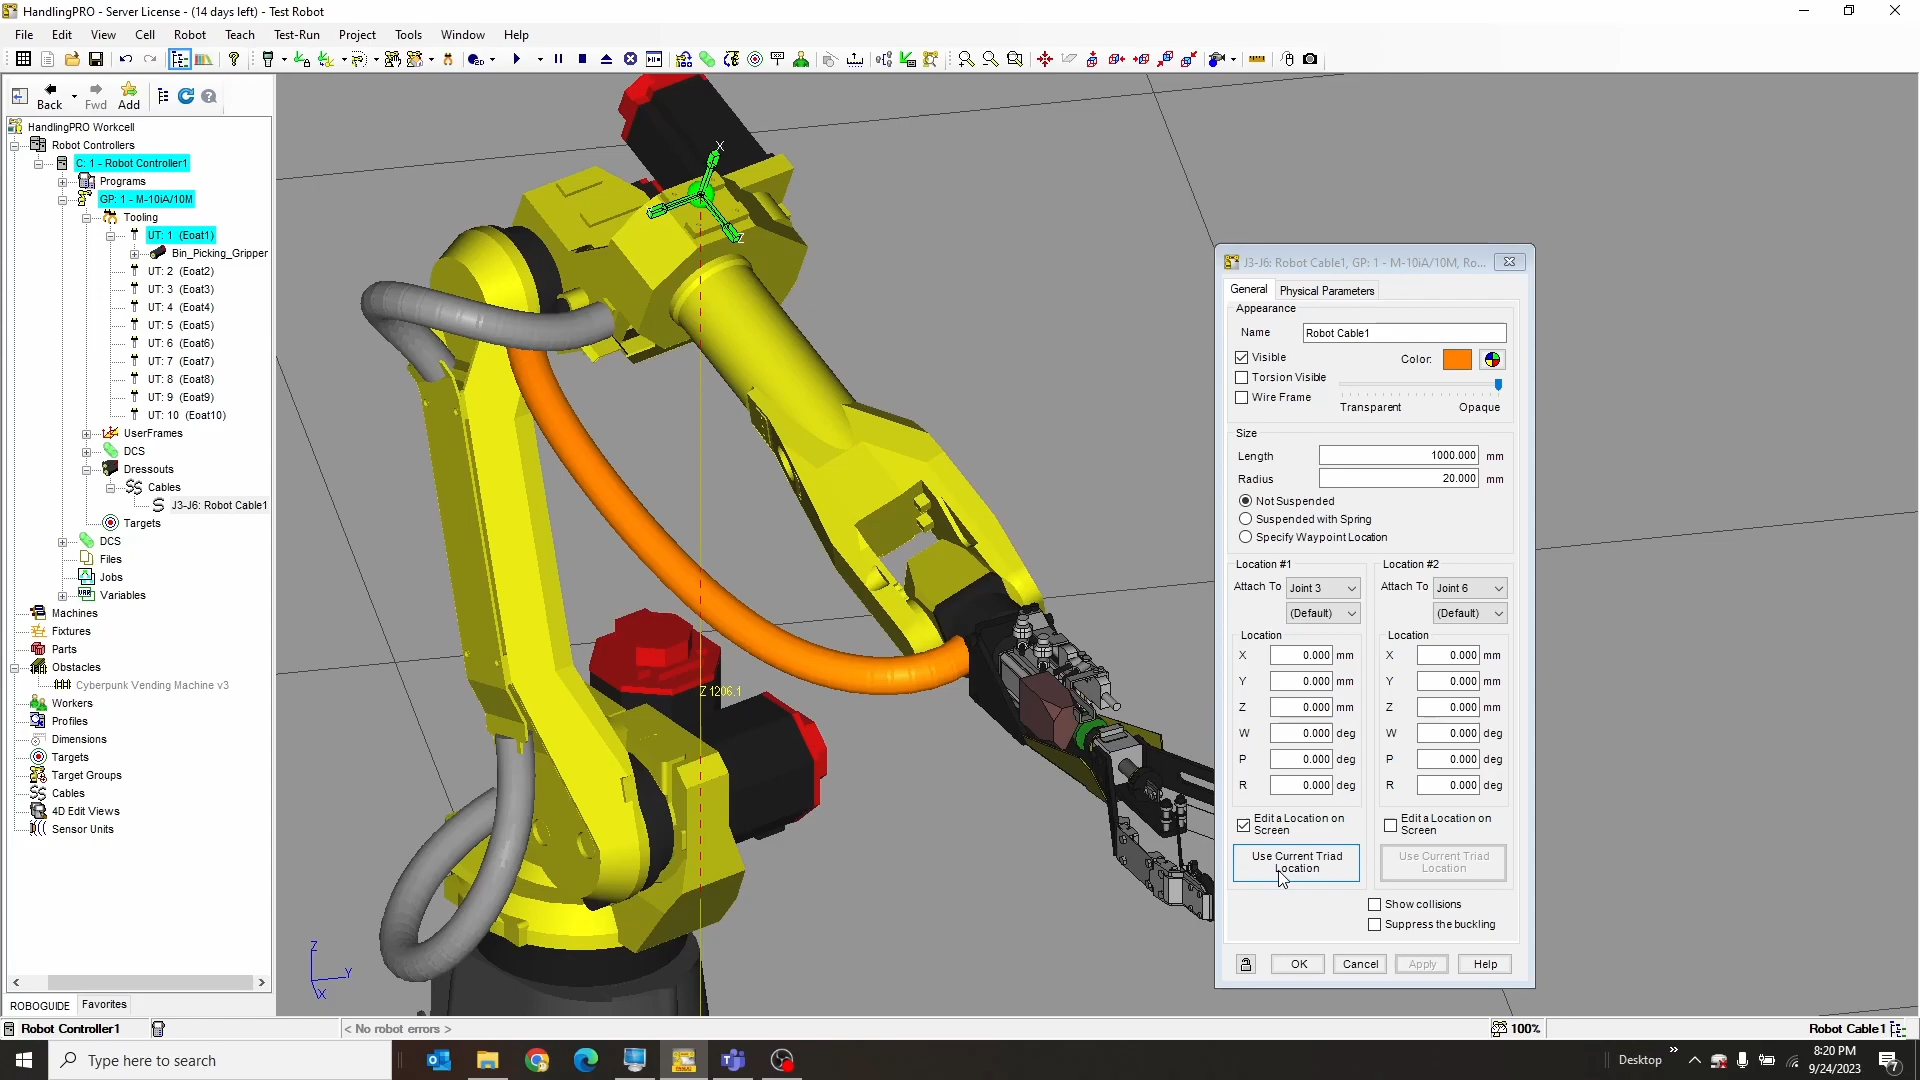 HandlingPRO - Server License - (14 days left) - Test Robot
File Edit View Cell Robot Teach Test-Run Project Tools Window Help
Back Fwd Add
HandlingPRO Workcell
Robot Controllers
C: 1 - Robot Controller1
Programs
GP: 1 - M-10iA/10M
Tooling
UT: 1 (Eoat1)
Bin_Picking_Gripper
UT: 2 (Eoat2)
UT: 3 (Eoat3)
UT: 4 (Eoat4)
UT: 5 (Eoat5)
UT: 6 (Eoat6)
UT: 7 (Eoat7)
UT: 8 (Eoat8)
UT: 9 (Eoat9)
UT: 10 (Eoat10)
UserFrames
DCS
Dressouts
Cables
J3-J6: Robot Cable1
Targets
DCS
Files
Jobs
Variables
Machines
Fixtures
Parts
Obstacles
Cyberpunk Vending Machine v3
Workers
Profiles
Dimensions
Targets
Target Groups
Cables
4D Edit Views
Sensor Units
ROBOGUIDE Favorites
X
Z
Z 1206.1
Z
Y
X
J3-J6: Robot Cable1, GP: 1 - M-10iA/10M, Ro...
General Physical Parameters
Appearance
Name Robot Cable1
Visible Color:
Torsion Visible
Wire Frame
Transparent Opaque
Size
Length 1000.000 mm
Radius 20.000 mm
Not Suspended
Suspended with Spring
Specify Waypoint Location
Location #1 Location #2
Attach To Joint 3 Attach To Joint 6
(Default) (Default)
Location Location
X 0.000 mm X 0.000 mm
Y 0.000 mm Y 0.000 mm
Z 0.000 mm Z 0.000 mm
W 0.000 deg W 0.000 deg
P 0.000 deg P 0.000 deg
R 0.000 deg R 0.000 deg
Edit a Location on Screen Edit a Location on Screen
Use Current Triad Location Use Current Triad Location
Show collisions
Suppress the buckling
OK Cancel Apply Help
Robot Controller1 < No robot errors > 100% Robot Cable1
Type here to search Desktop 8:20 PM
9/24/2023
7